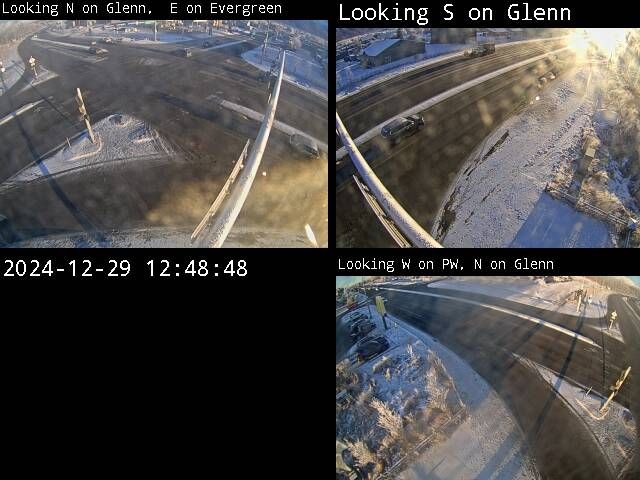 Looking N on Glenn,  E on Evergreen
Looking S on Glenn
2024-12-29 12:48:48
Looking W on PW, N on Glenn